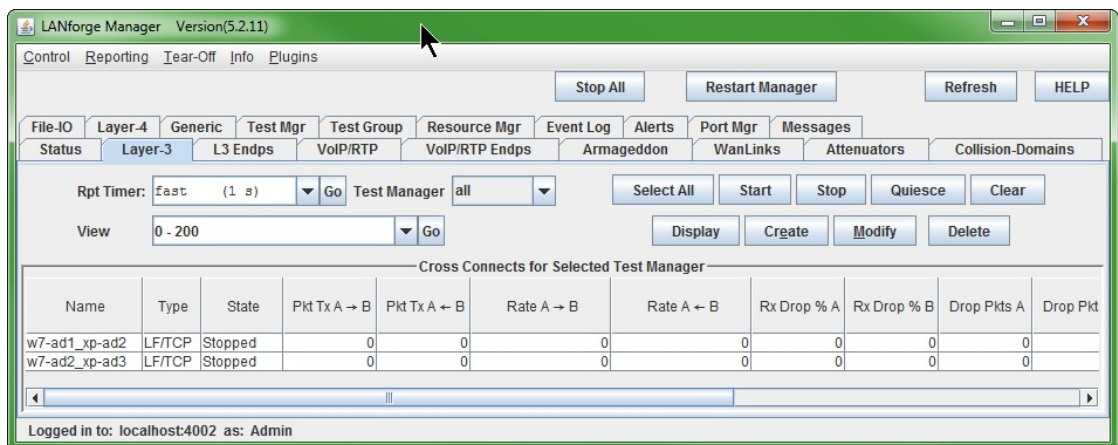 LANforge Manager Version(5.2.11)
Control Reporting Tear-Off Info Plugins
Stop All Restart Manager Refresh HELP
File-IO Layer-4 Generic Test Mgr Test Group Resource Mgr Event Log Alerts Port Mgr Messages
Status Layer-3 L3 Endps VoIP/RTP VoIP/RTP Endps Armageddon WanLinks Attenuators Collision-Domains
Rpt Timer: fast (1 s) Go Test Manager all Select All Start Stop Quiesce Clear
View 0 - 200 Go Display Create Modify Delete
Cross Connects for Selected Test Manager
Name Type State Pkt Tx A → B Pkt Tx A ← B Rate A → B Rate A ← B Rx Drop % A Rx Drop % B Drop Pkts A Drop Pkt
w7-ad1_xp-ad2 LF/TCP Stopped 0 0 0 0 0 0 0
w7-ad2_xp-ad3 LF/TCP Stopped 0 0 0 0 0 0 0
Logged in to: localhost:4002 as: Admin